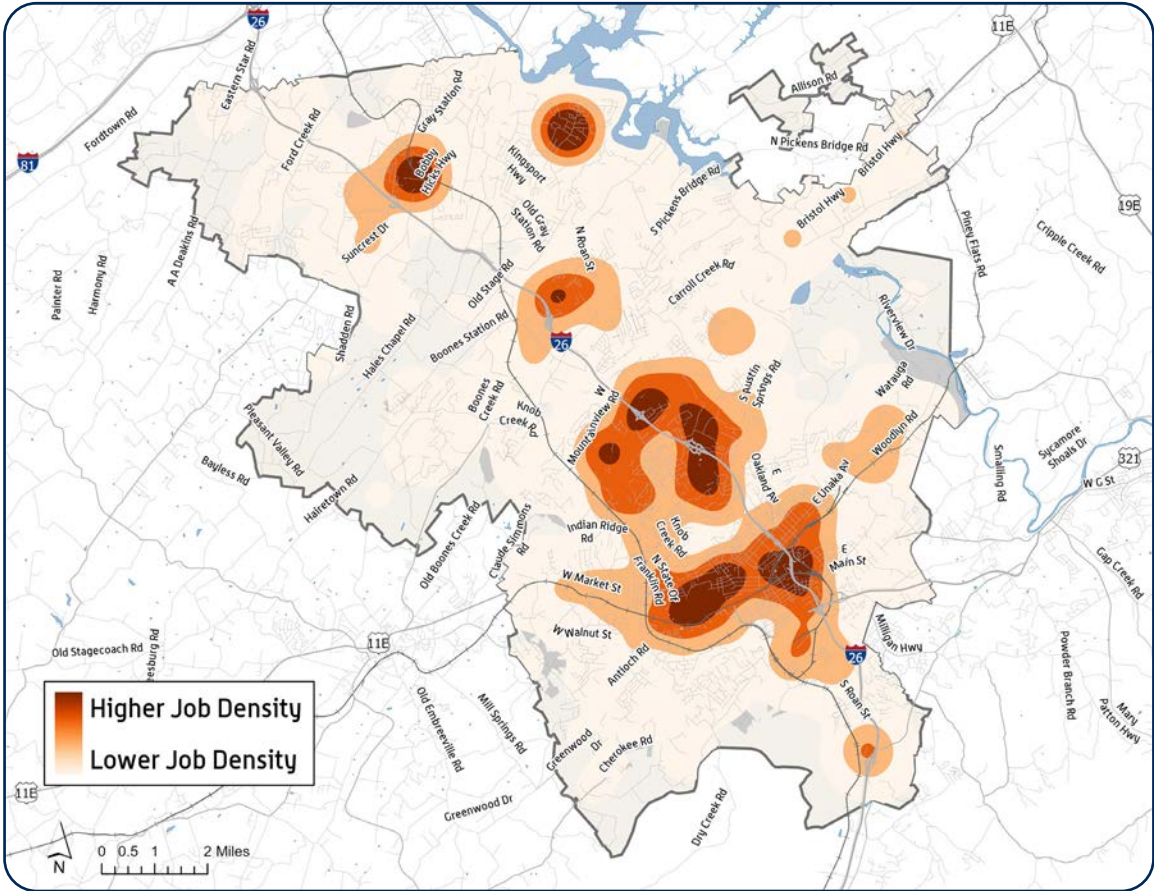 26
11E
Eastern Star Rd
Allison Rd
Gray Station Rd
Fordtown Rd
Ford Creek Rd
81
N Pickens Bridge Rd
Bristol Hwy
Bobby
Hicks Hwy
Kingsport
Hwy
S Pickens Bridge Rd
19E
Bristol Hwy
Old Gray
Station Rd
Piney Flats Rd
Cripple Creek Rd
A A Deakins Rd
Suncrest Dr
N Roan St
Painter Rd
Harmony Rd
Old Stage Rd
Carroll Creek Rd
Riverview Dr
Shadden Rd
Hales Chapel Rd
Boones Station Rd
26
Watauga
Rd
S Austin
Springs Rd
W
Mountainview Rd
Boones
Creek Rd
Knob
Creek Rd
Pleasant Valley Rd
Woodlyn Rd
Sycamore
Shoals Dr
321
Bayless Rd
Smalling Rd
E
Oakland Av
E Unaka Av
W G St
Hairetown Rd
Old Boones Creek Rd
Claude Simmons
Rd
Indian Ridge
Rd
Knob
Creek Rd
E
Main St
Gap Creek Rd
W Market St
N State Of
Franklin Rd
11E
W Walnut St
Antioch Rd
Milligan Hwy
26
Old Stagecoach Rd
eesburg Rd
Powder Branch Rd
Higher Job Density
Lower Job Density
Old Embreeville Rd
Mill Springs Rd
S Roan St
Mary
Patton Hwy
Greenwood
Dr
Cherokee Rd
11E
Greenwood Dr
Dry Creek Rd
N
0 0.5 1 2 Miles